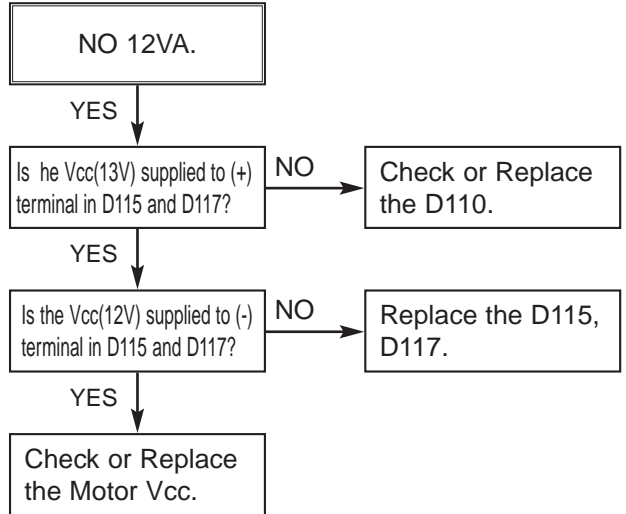 NO 12VA.
YES
Is he Vcc(13V) supplied to (+)
terminal in D115 and D117?
NO
Check or Replace
the D110.
YES
Is the Vcc(12V) supplied to (-)
terminal in D115 and D117?
NO
Replace the D115,
D117.
YES
Check or Replace
the Motor Vcc.